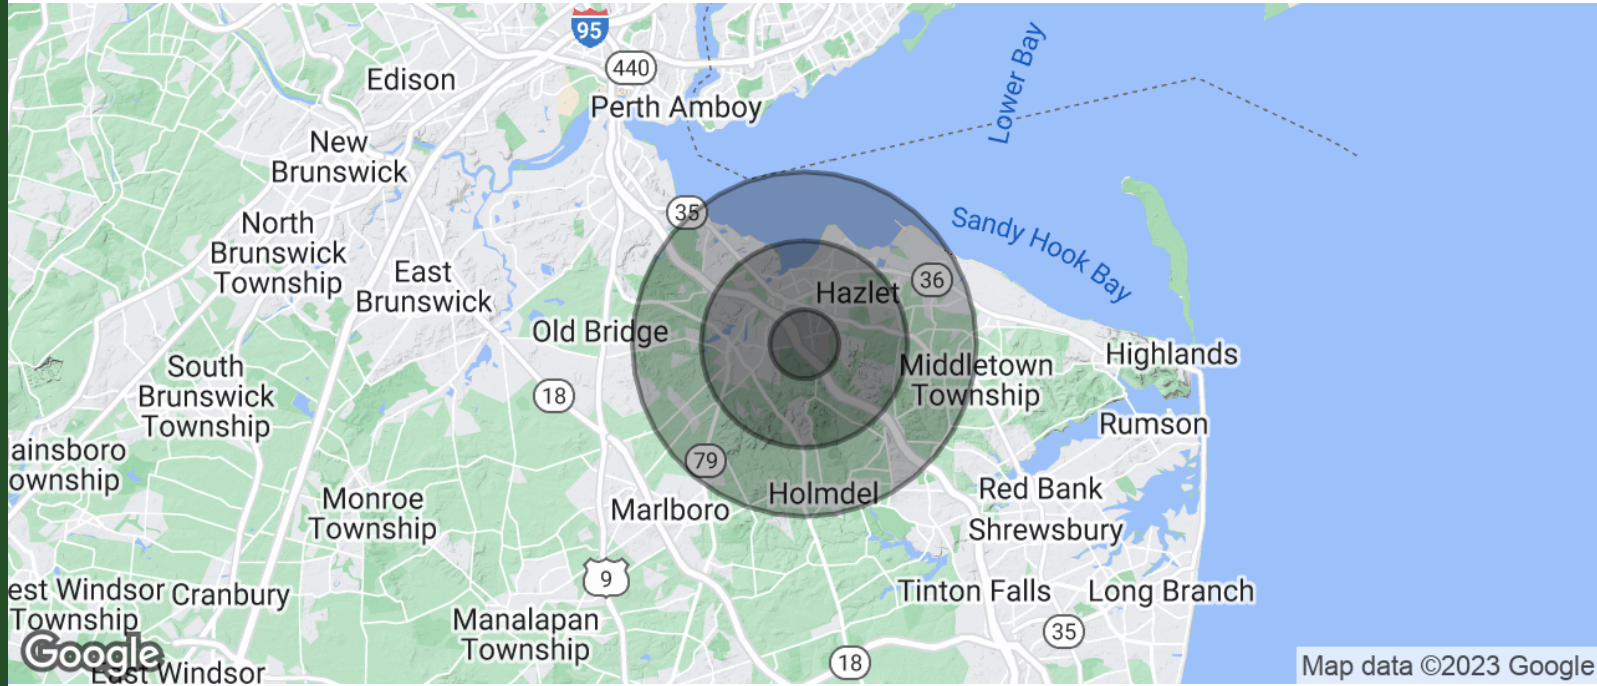 95
440
Edison
Perth Amboy
Lower Bay
New
Brunswick
35
Sandy Hook Bay
North
Brunswick
Township
East
Brunswick
36
Hazlet
Old Bridge
Middletown
Township
Highlands
South
Brunswick
Township
18
Rumson
ainsboro
ownship
79
Holmdel
Red Bank
Monroe
Township
Marlboro
Shrewsbury
9
est Windsor
Township
Cranbury
Tinton Falls
Long Branch
Manalapan
Township
35
18
Google
East Windsor
Map data ©2023 Google